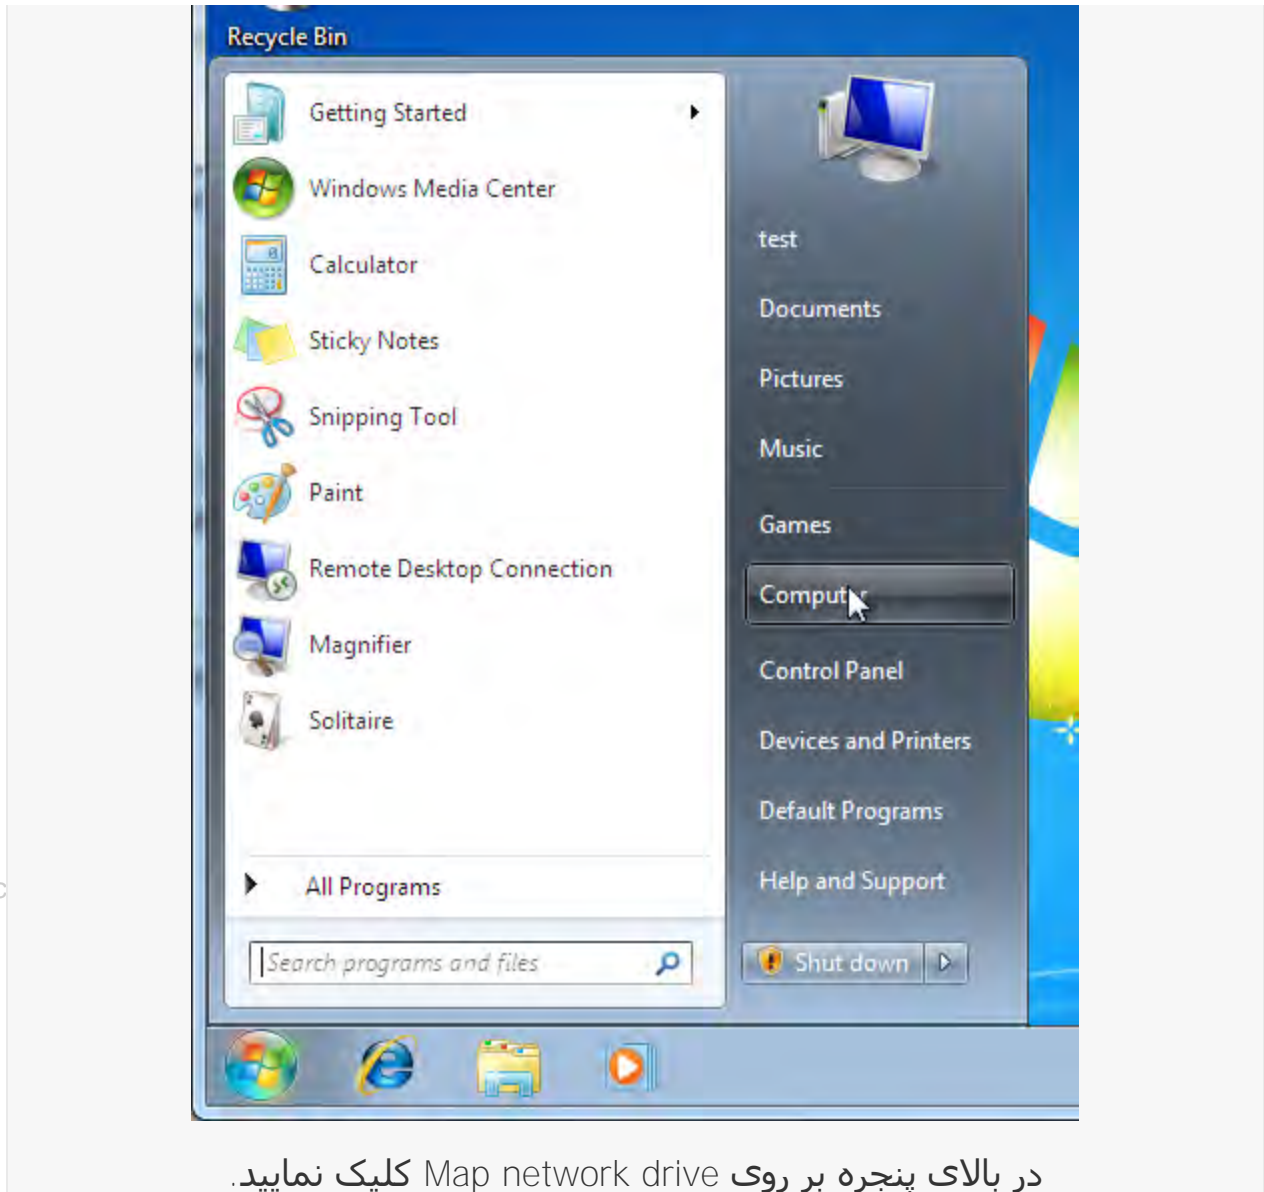 Recycle Bin
Getting Started
Windows Media Center
Calculator
Sticky Notes
Snipping Tool
Paint
Remote Desktop Connection
Magnifier
Solitaire
All Programs
Search programs and files
test
Documents
Pictures
Music
Games
Computer
Control Panel
Devices and Printers
Default Programs
Help and Support
Shut down
در بالای پنجره بر روی Map network drive کلیک نمایید.